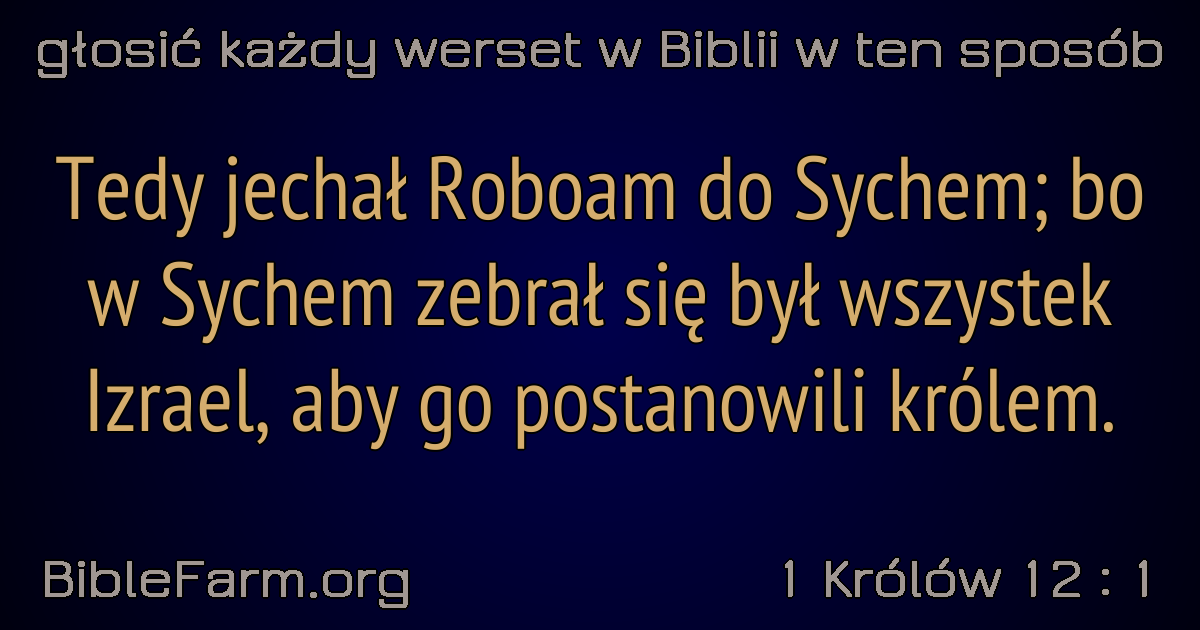 głosić każdy werset w Biblii w ten sposób
Tedy jechał Roboam do Sychem; bo
w Sychem zebrał się był wszystek
Izrael, aby go postanowili królem.
BibleFarm.org
1 Królów 12 : 1